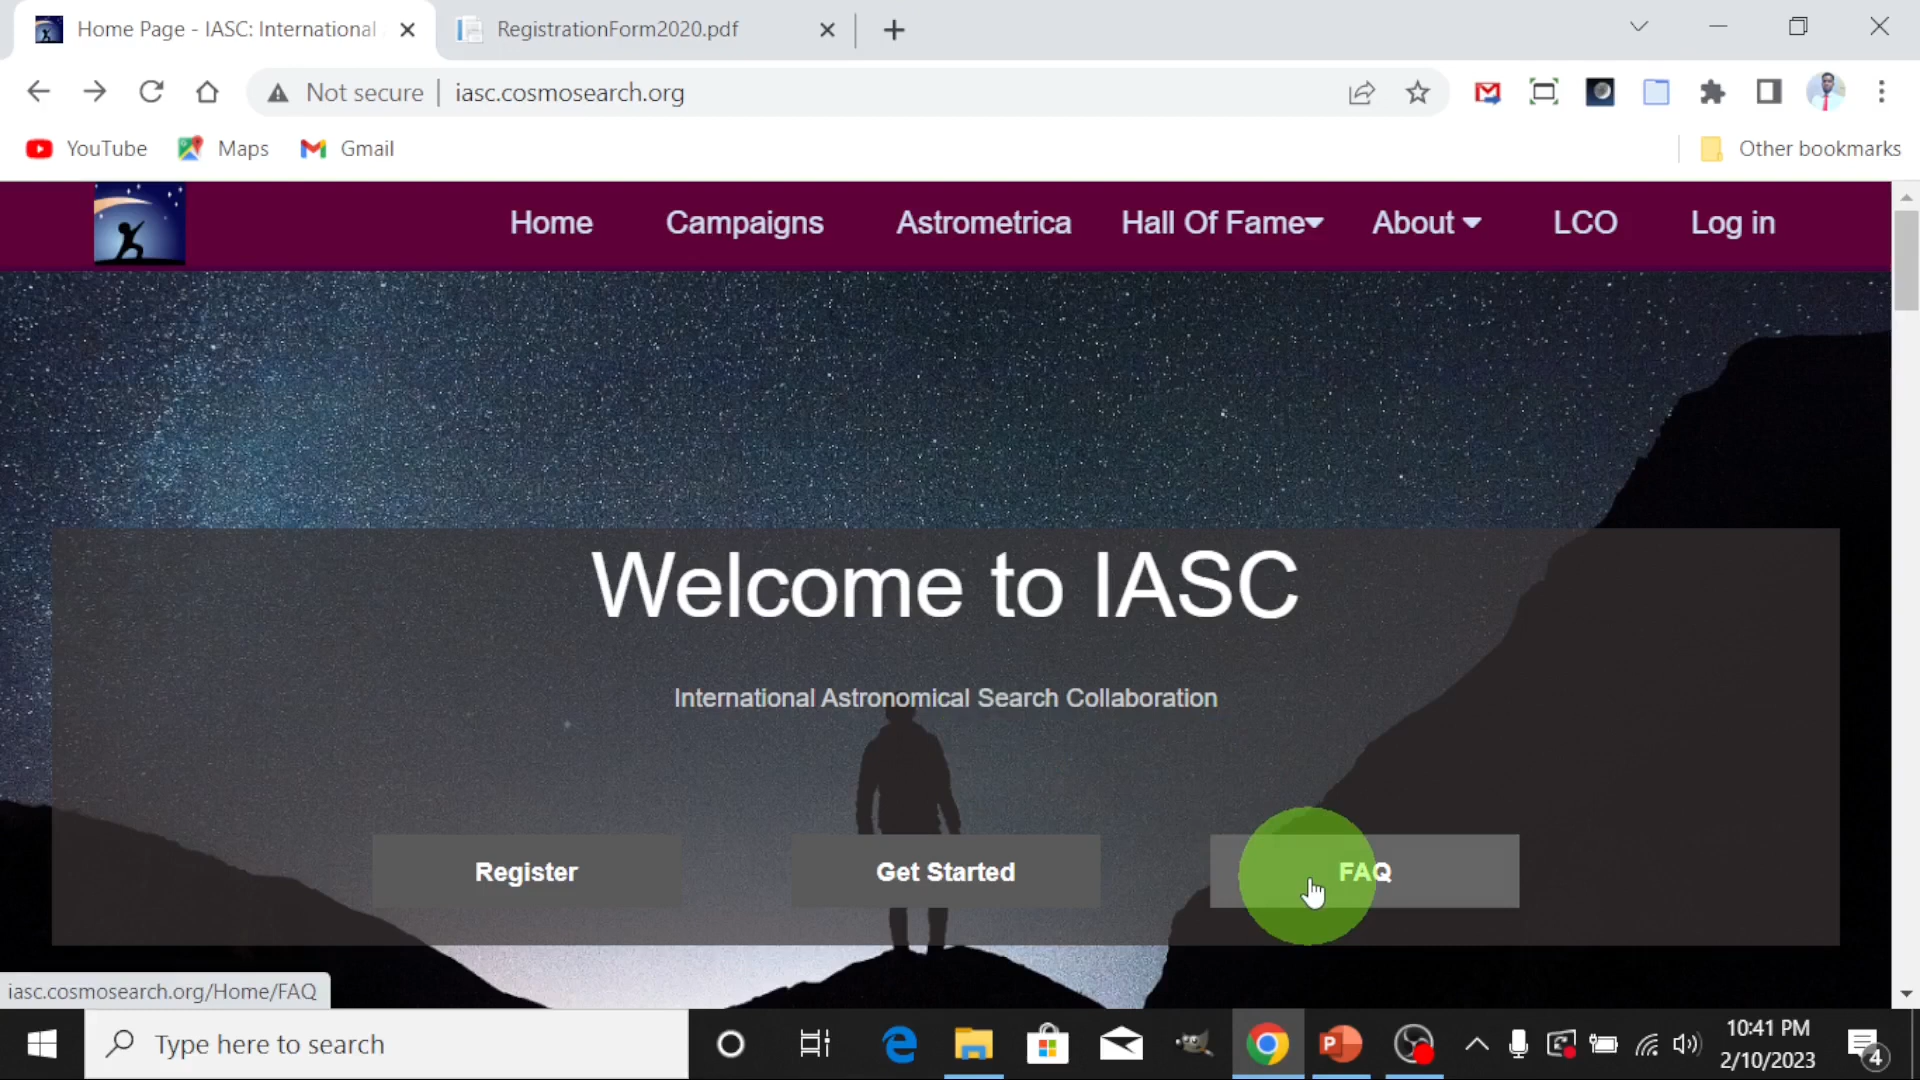 Home Page - IASC: International
RegistrationForm2020.pdf
Not secure
iasc.cosmosearch.org
YouTube
Maps
Gmail
Other bookmarks
Home
Campaigns
Astrometrica
Hall Of Fame
About
LCO
Log in
Welcome to IASC
International Astronomical Search Collaboration
Register
Get Started
FAQ
iasc.cosmosearch.org/Home/FAQ
Type here to search
10:41 PM
2/10/2023
4